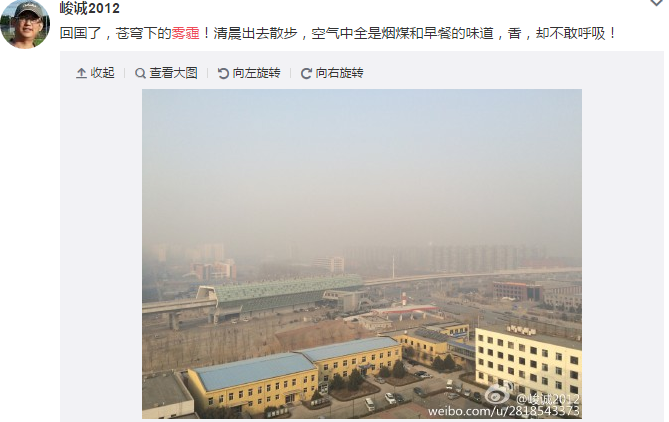 峻诚2012
回国了，苍穹下的雾霾！清晨出去散步，空气中全是烟煤和早餐的味道，香，却不敢呼吸！
收起 查看大图 向左旋转 向右旋转
@峻诚2012
weibo.com/u/2818543373